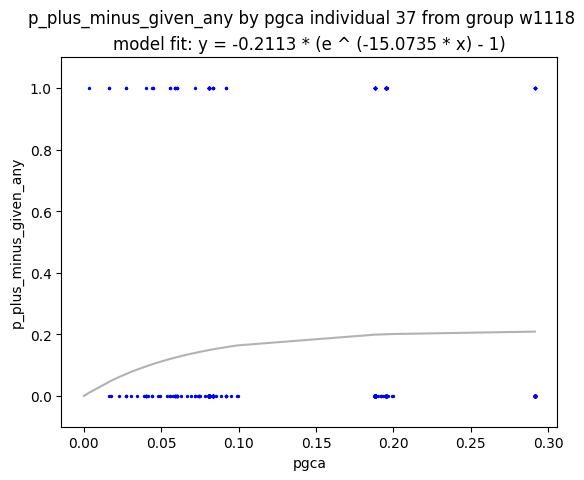 p_plus_minus_given_any by pgca individual 37 from group w1118
model fit: y = -0.2113 * (e ^ (-15.0735 * x) - 1)
1.0
0.8
0.6
0.4
0.2
0.0
p_plus_minus_given_any
0.00 0.05 0.10 0.15 0.20 0.25 0.30
pgca